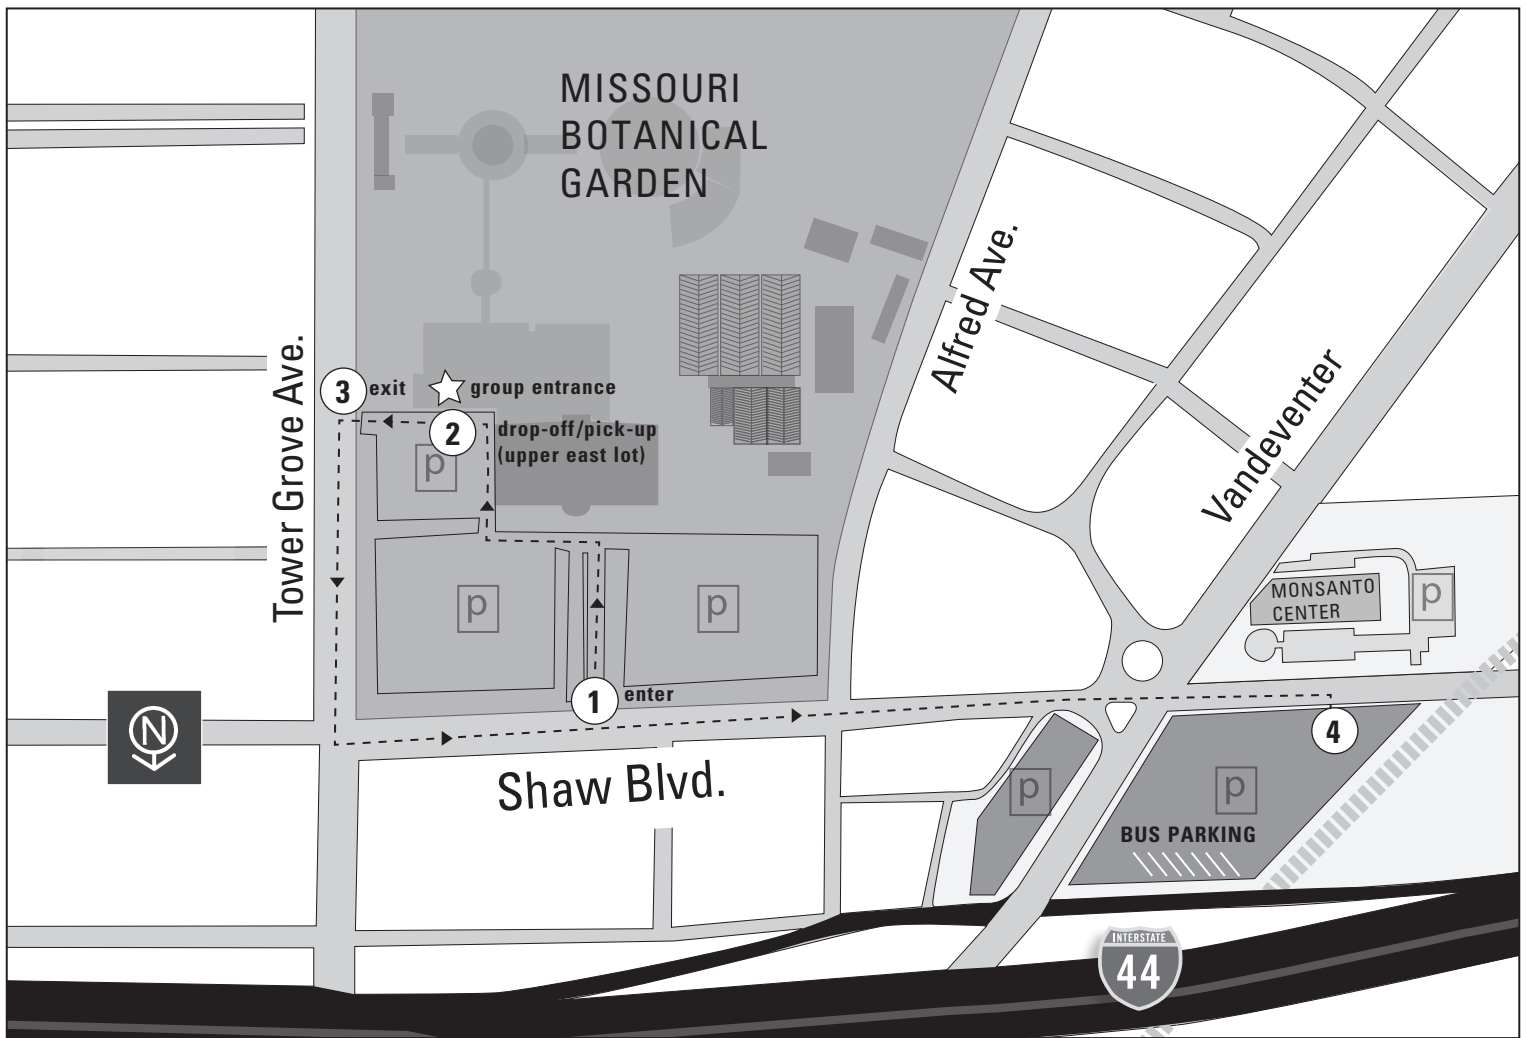 MISSOURI
BOTANICAL
GARDEN
Alfred Ave.
Tower Grove Ave.
Vandeventer
3 exit
group entrance
2
drop-off/pick-up
(upper east lot)
p
p
p
MONSANTO
CENTER
p
1 enter
N
4
Shaw Blvd.
p
p
BUS PARKING
INTERSTATE
44